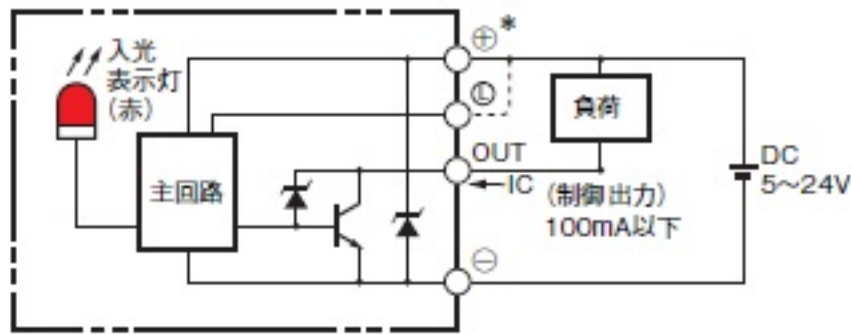 入光
表示灯
(赤)
主回路
⊕*
Ⓛ
OUT
IC
⊖
負荷
(制御出力)
100mA以下
DC
5～24V